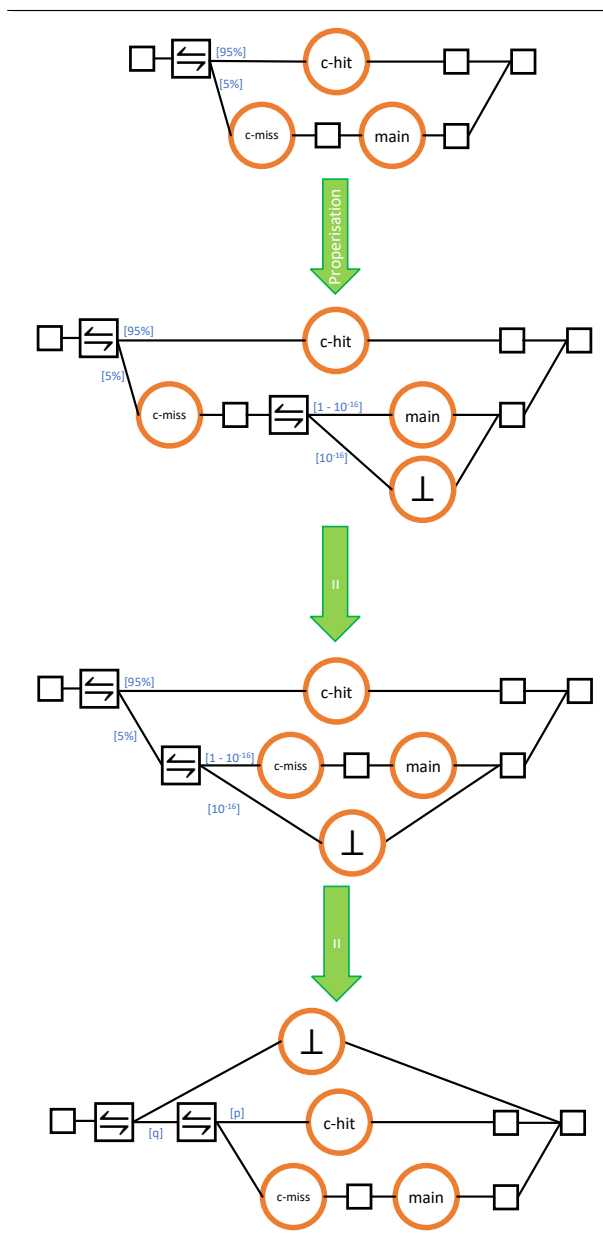 [95%]
c-hit
[5%]
c-miss
main
Properisation
[95%]
c-hit
[5%]
c-miss
[1 - 10⁻¹⁶]
main
[10⁻¹⁶]
⊥
=
[95%]
c-hit
[5%]
[1 - 10⁻¹⁶]
c-miss
main
[10⁻¹⁶]
⊥
=
⊥
[q]
[p]
c-hit
c-miss
main